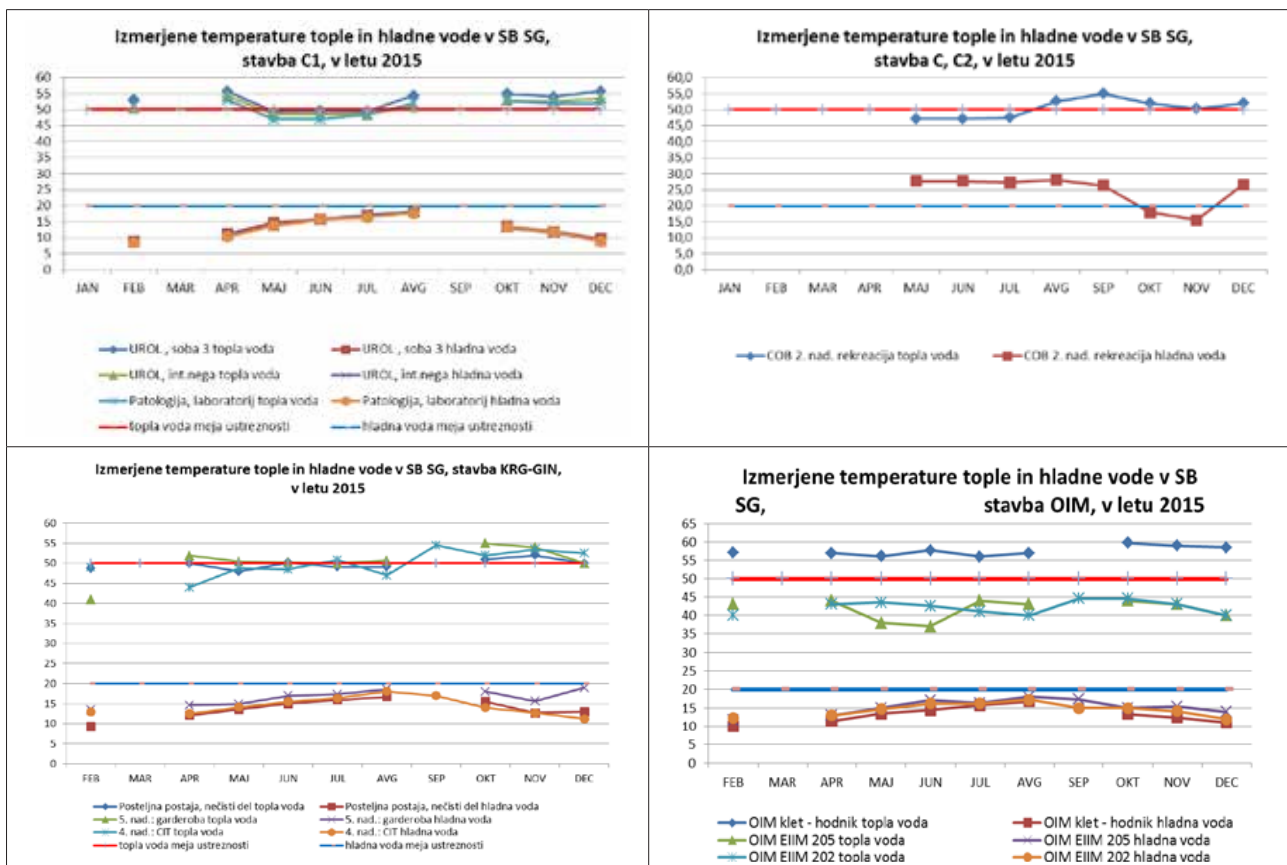 Izmerjene temperature tople in hladne vode v SB SG,
stavba C1, v letu 2015
60
55
50
45
40
35
30
25
20
15
10
5
0
JAN FEB MAR APR MAJ JUN JUL AVG SEP OKT NOV DEC
UROL, soba 3 topla voda UROL, soba 3 hladna voda
UROL, int.nega topla voda UROL, int.nega hladna voda
Patologija, laboratorij topla voda Patologija, laboratorij hladna voda
topla voda meja ustreznosti hladna voda meja ustreznosti
Izmerjene temperature tople in hladne vode v SB SG,
stavba C, C2, v letu 2015
60,0
55,0
50,0
45,0
40,0
35,0
30,0
25,0
20,0
15,0
10,0
5,0
0,0
JAN FEB MAR APR MAJ JUN JUL AVG SEP OKT NOV DEC
COB 2. nad. rekreacija topla voda COB 2. nad. rekreacija hladna voda
Izmerjene temperature tople in hladne vode v SB SG, stavba KRG-GIN,
v letu 2015
60
55
50
45
40
35
30
25
20
15
10
5
0
FEB MAR APR MAJ JUN JUL AVG SEP OKT NOV DEC
Posteljna postaja, nečisti del topla voda Posteljna postaja, nečisti del hladna voda
5. nad.: garderoba topla voda 5. nad.: garderoba hladna voda
4. nad.: CIT topla voda 4. nad.: CIT hladna voda
topla voda meja ustreznosti hladna voda meja ustreznosti
Izmerjene temperature tople in hladne vode v SB
SG, stavba OIM, v letu 2015
65
60
55
50
45
40
35
30
25
20
15
10
5
0
FEB MAR APR MAJ JUN JUL AVG SEP OKT NOV DEC
OIM klet - hodnik topla voda OIM klet - hodnik hladna voda
OIM EIIM 205 topla voda OIM EIIM 205 hladna voda
OIM EIIM 202 topla voda OIM EIIM 202 hladna voda